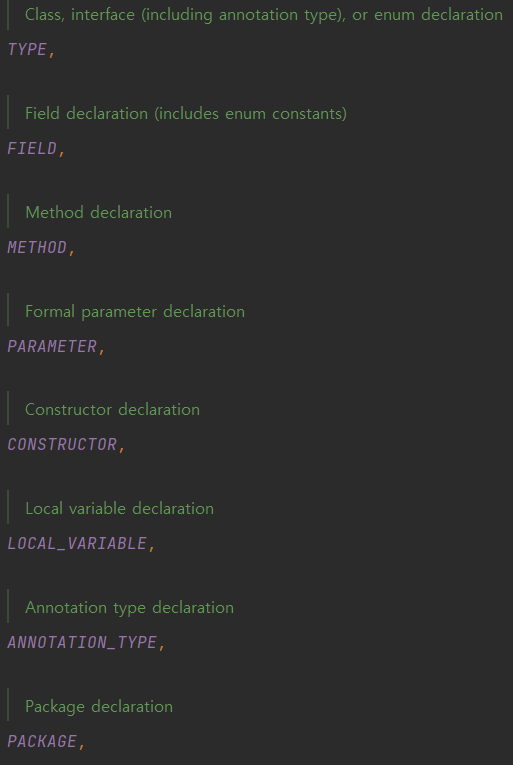 Class, interface (including annotation type), or enum declaration
TYPE,
Field declaration (includes enum constants)
FIELD,
Method declaration
METHOD,
Formal parameter declaration
PARAMETER,
Constructor declaration
CONSTRUCTOR,
Local variable declaration
LOCAL_VARIABLE,
Annotation type declaration
ANNOTATION_TYPE,
Package declaration
PACKAGE,